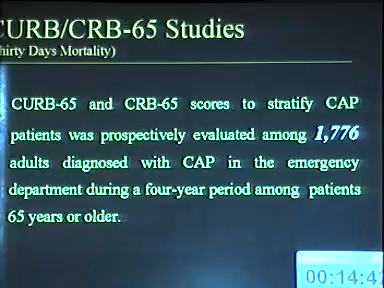 CURB/CRB-65 Studies
hirty Days Mortality)
CURB-65 and CRB-65 scores to stratify CAP
patients was prospectively evaluated among 1,776
adults diagnosed with CAP in the emergency
department during a four-year period among patients
65 years or older.
00:14:4